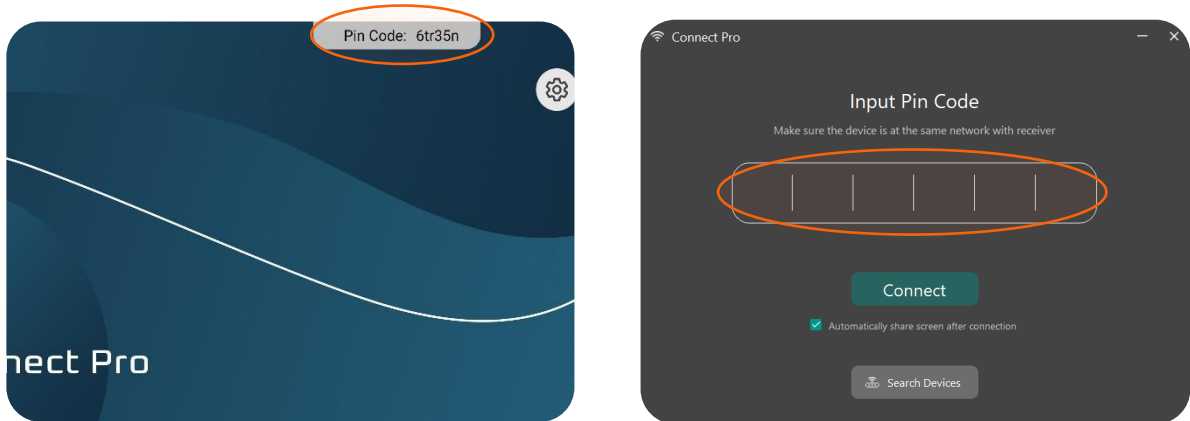 Pin Code: 6tr35n
nect Pro
Connect Pro
Input Pin Code
Make sure the device is at the same network with receiver
Connect
Automatically share screen after connection
Search Devices